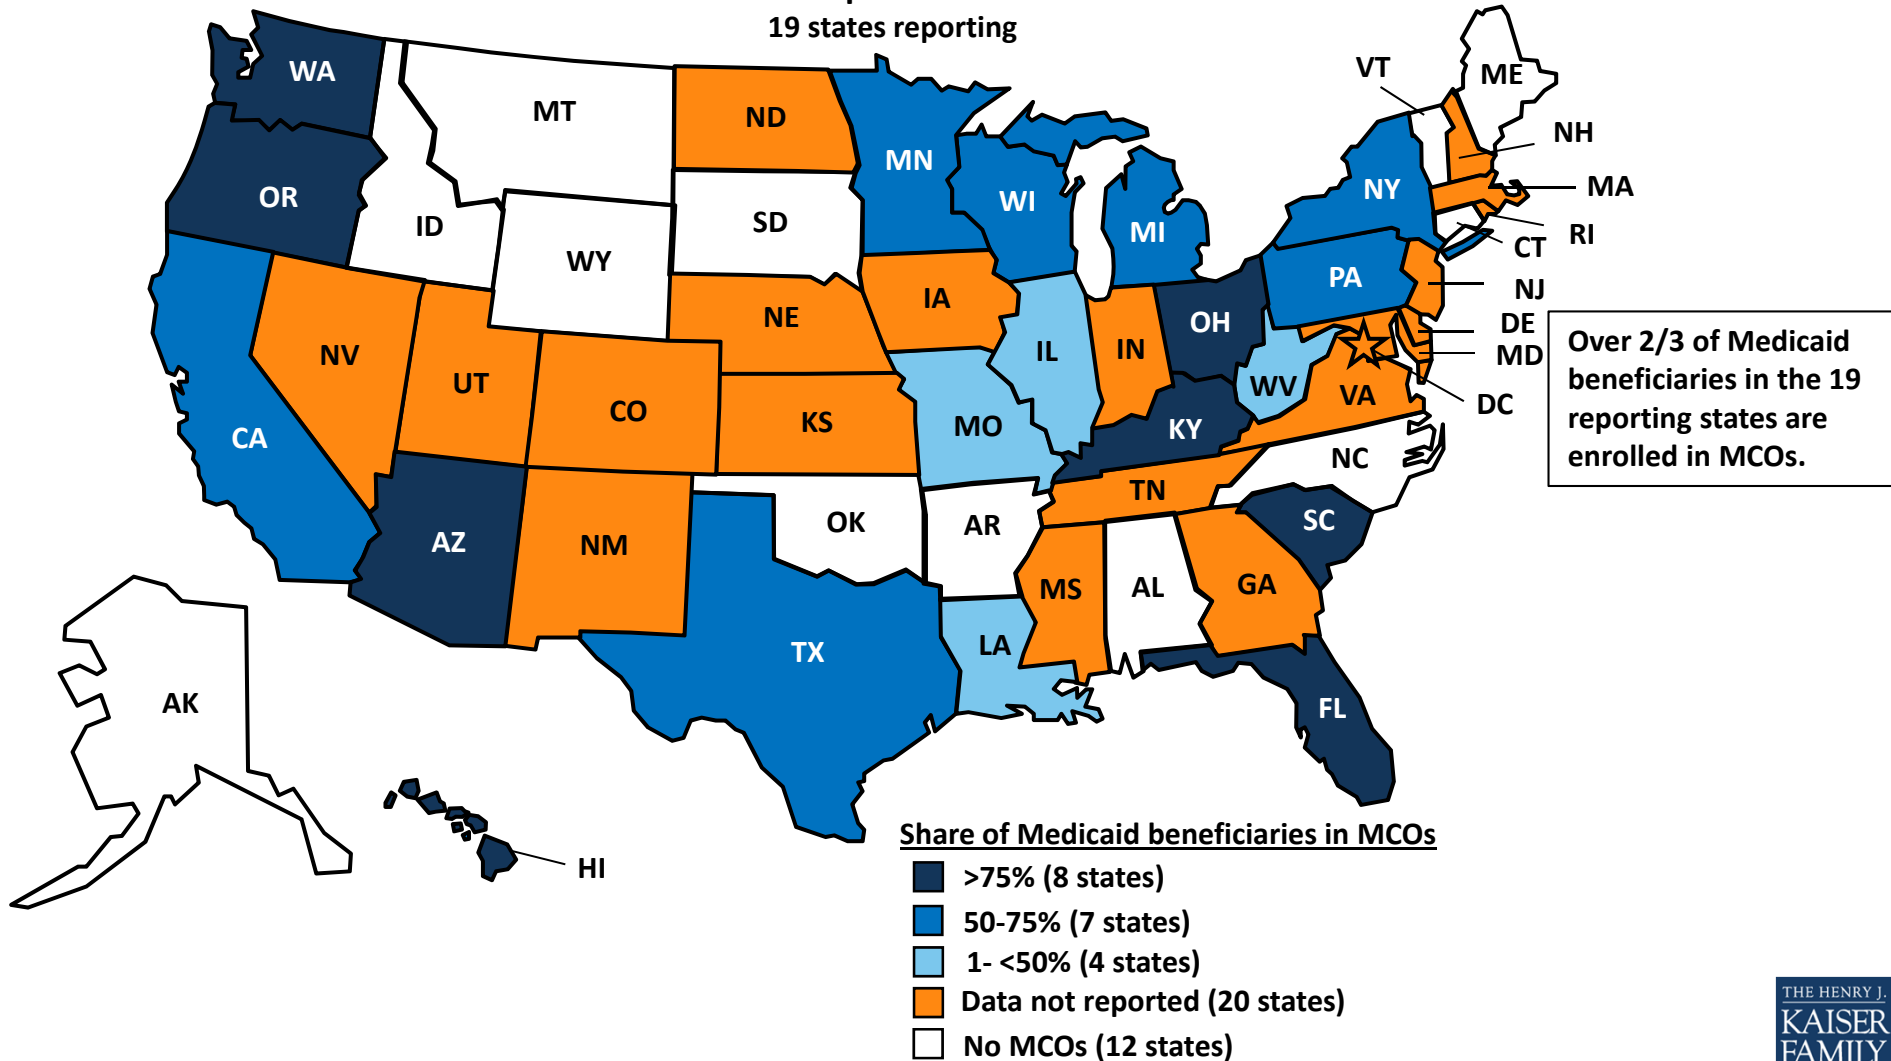 19 states reporting
WA
MT
ND
MN
VT
ME
NH
OR
ID
SD
WI
MI
NY
MA
RI
CT
WY
PA
NJ
NE
IA
IL
IN
OH
DE
MD
NV
UT
CO
KS
MO
WV
VA
DC
CA
KY
NC
TN
AZ
NM
OK
AR
SC
MS
AL
GA
TX
LA
FL
AK
HI
Over 2/3 of Medicaid
beneficiaries in the 19
reporting states are
enrolled in MCOs.
Share of Medicaid beneficiaries in MCOs
>75% (8 states)
50-75% (7 states)
1- <50% (4 states)
Data not reported (20 states)
No MCOs (12 states)
THE HENRY J.
KAISER
FAMILY